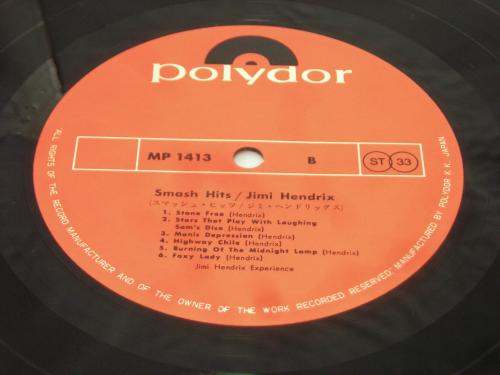 polydor
MP 1413
B
ST 33
Smash Hits / Jimi Hendrix
(スマッシュ・ヒッツ／ジミ・ヘンドリックス)
1. Stone Free (Hendrix)
2. Stars That Play With Laughing
Sam's Dice (Hendrix)
3. Manic Depression (Hendrix)
4. Highway Chile (Hendrix)
5. Burning Of The Midnight Lamp (Hendrix)
6. Foxy Lady (Hendrix)
Jimi Hendrix Experience
ALL RIGHTS OF THE RECORD MANUFACTURER AND OF THE OWNER OF THE WORK RECORDED RESERVED. MANUFACTURED BY POLYDOR K.K. JAPAN